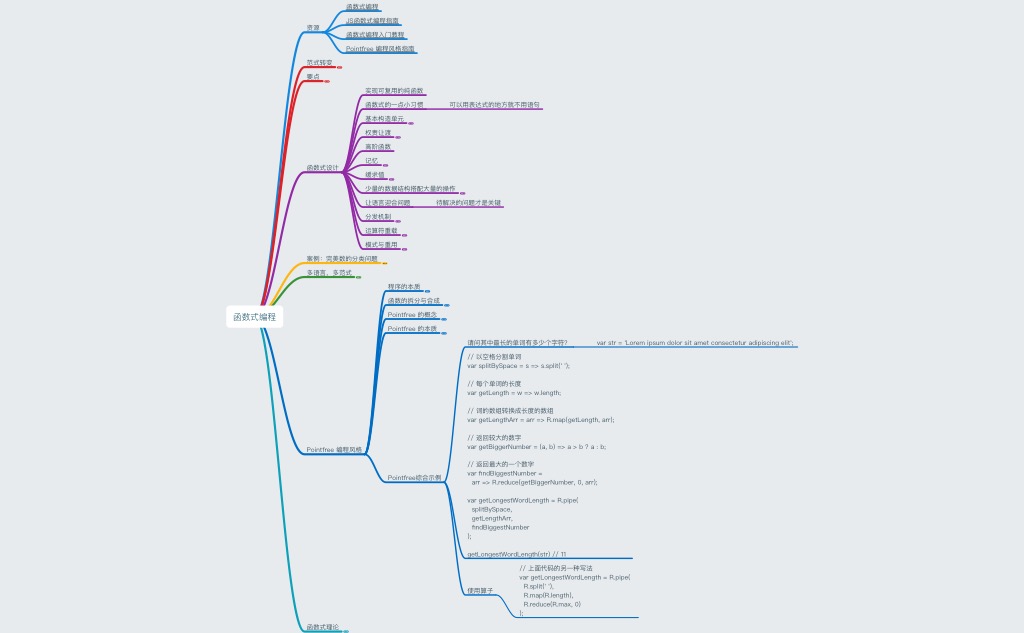 函数式编程
资源
函数式编程
JS函数式编程指南
函数式编程入门教程
Pointfree 编程风格指南
范式转变
要点
函数式设计
实现可复用的纯函数
函数式的一点小习惯
可以用表达式的地方就不用语句
基本构造单元
权责让渡
高阶函数
记忆
缓求值
少量的数据结构搭配大量的操作
让语言迎合问题
待解决的问题才是关键
分发机制
运算符重载
模式与重用
案例：完美数的分类问题
多语言，多范式
Pointfree 编程风格
程序的本质
函数的拆分与合成
Pointfree 的概念
Pointfree 的本质
Pointfree综合示例
请问其中最长的单词有多少个字符？
var str = 'Lorem ipsum dolor sit amet consectetur adipiscing elit';
// 以空格分割单词
var splitBySpace = s => s.split(' ');
// 每个单词的长度
var getLength = w => w.length;
// 词的数组转换成长度的数组
var getLengthArr = arr => R.map(getLength, arr);
// 返回较大的数字
var getBiggerNumber = (a, b) => a > b ? a : b;
// 返回最大的一个数字
var findBiggestNumber =
arr => R.reduce(getBiggerNumber, 0, arr);
var getLongestWordLength = R.pipe(
splitBySpace,
getLengthArr,
findBiggestNumber
);
getLongestWordLength(str) // 11
使用算子
// 上面代码的另一种写法
var getLongestWordLength = R.pipe(
R.split(' '),
R.map(R.length),
R.reduce(R.max, 0)
);
函数式理论